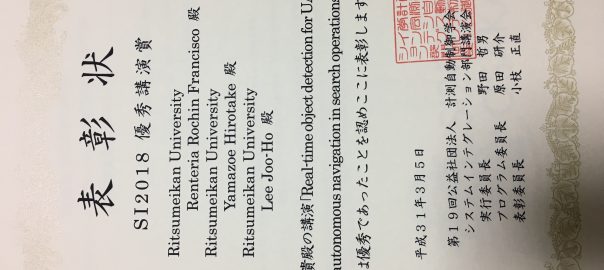 表彰状
SI2018 優秀講演賞
Ritsumeikan University
Renteria Rochin Francisco 殿
Ritsumeikan University
Yamazoe Hirotake 殿
Ritsumeikan University
Lee Joo-Ho 殿
貴殿の講演「Real-time object detection for
autonomous navigation in search operations
は優秀であったことを認めここに表彰します
平成31年3月5日
第19回公益社団法人 計測自動制御学会
システムインテグレーション部門講演会
実行委員長 野田 哲男
プログラム委員長 原田 研介
表彰委員長 小枝 正直